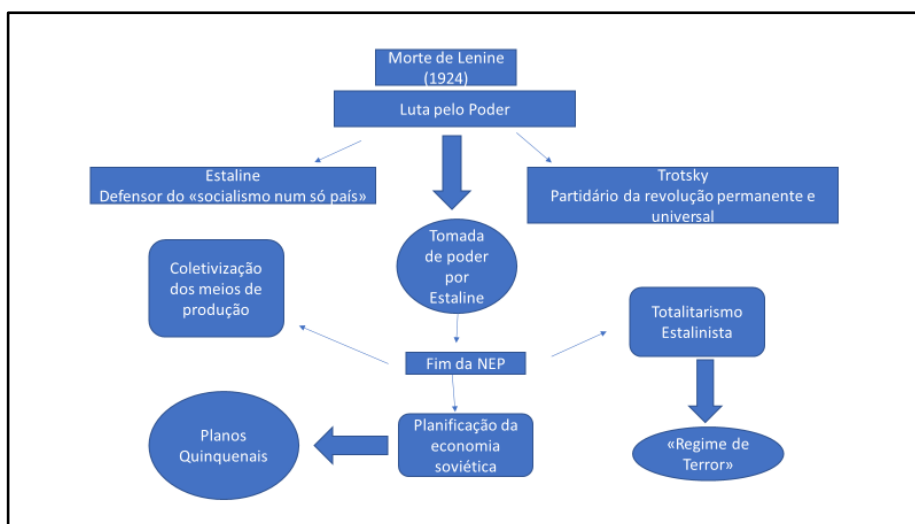 Morte de Lenine
(1924)
Luta pelo Poder
Estaline
Defensor do «socialismo num só país»
Trotsky
Partidário da revolução permanente e
universal
Tomada
de poder
por
Estaline
Coletivização
dos meios de
produção
Totalitarismo
Estalinista
Fim da NEP
Planos
Quinquenais
Planificação da
economia
soviética
«Regime de
Terror»